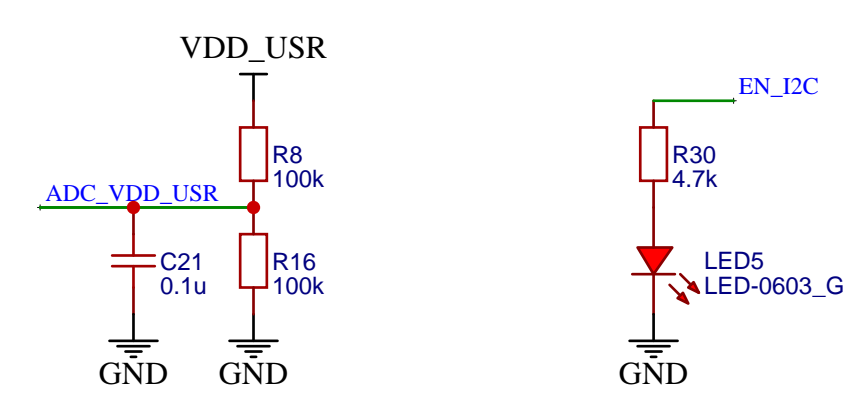 VDD_USR
R8
100k
ADC_VDD_USR
C21
0.1u
R16
100k
GND
GND
EN_I2C
R30
4.7k
LED5
LED-0603_G
GND